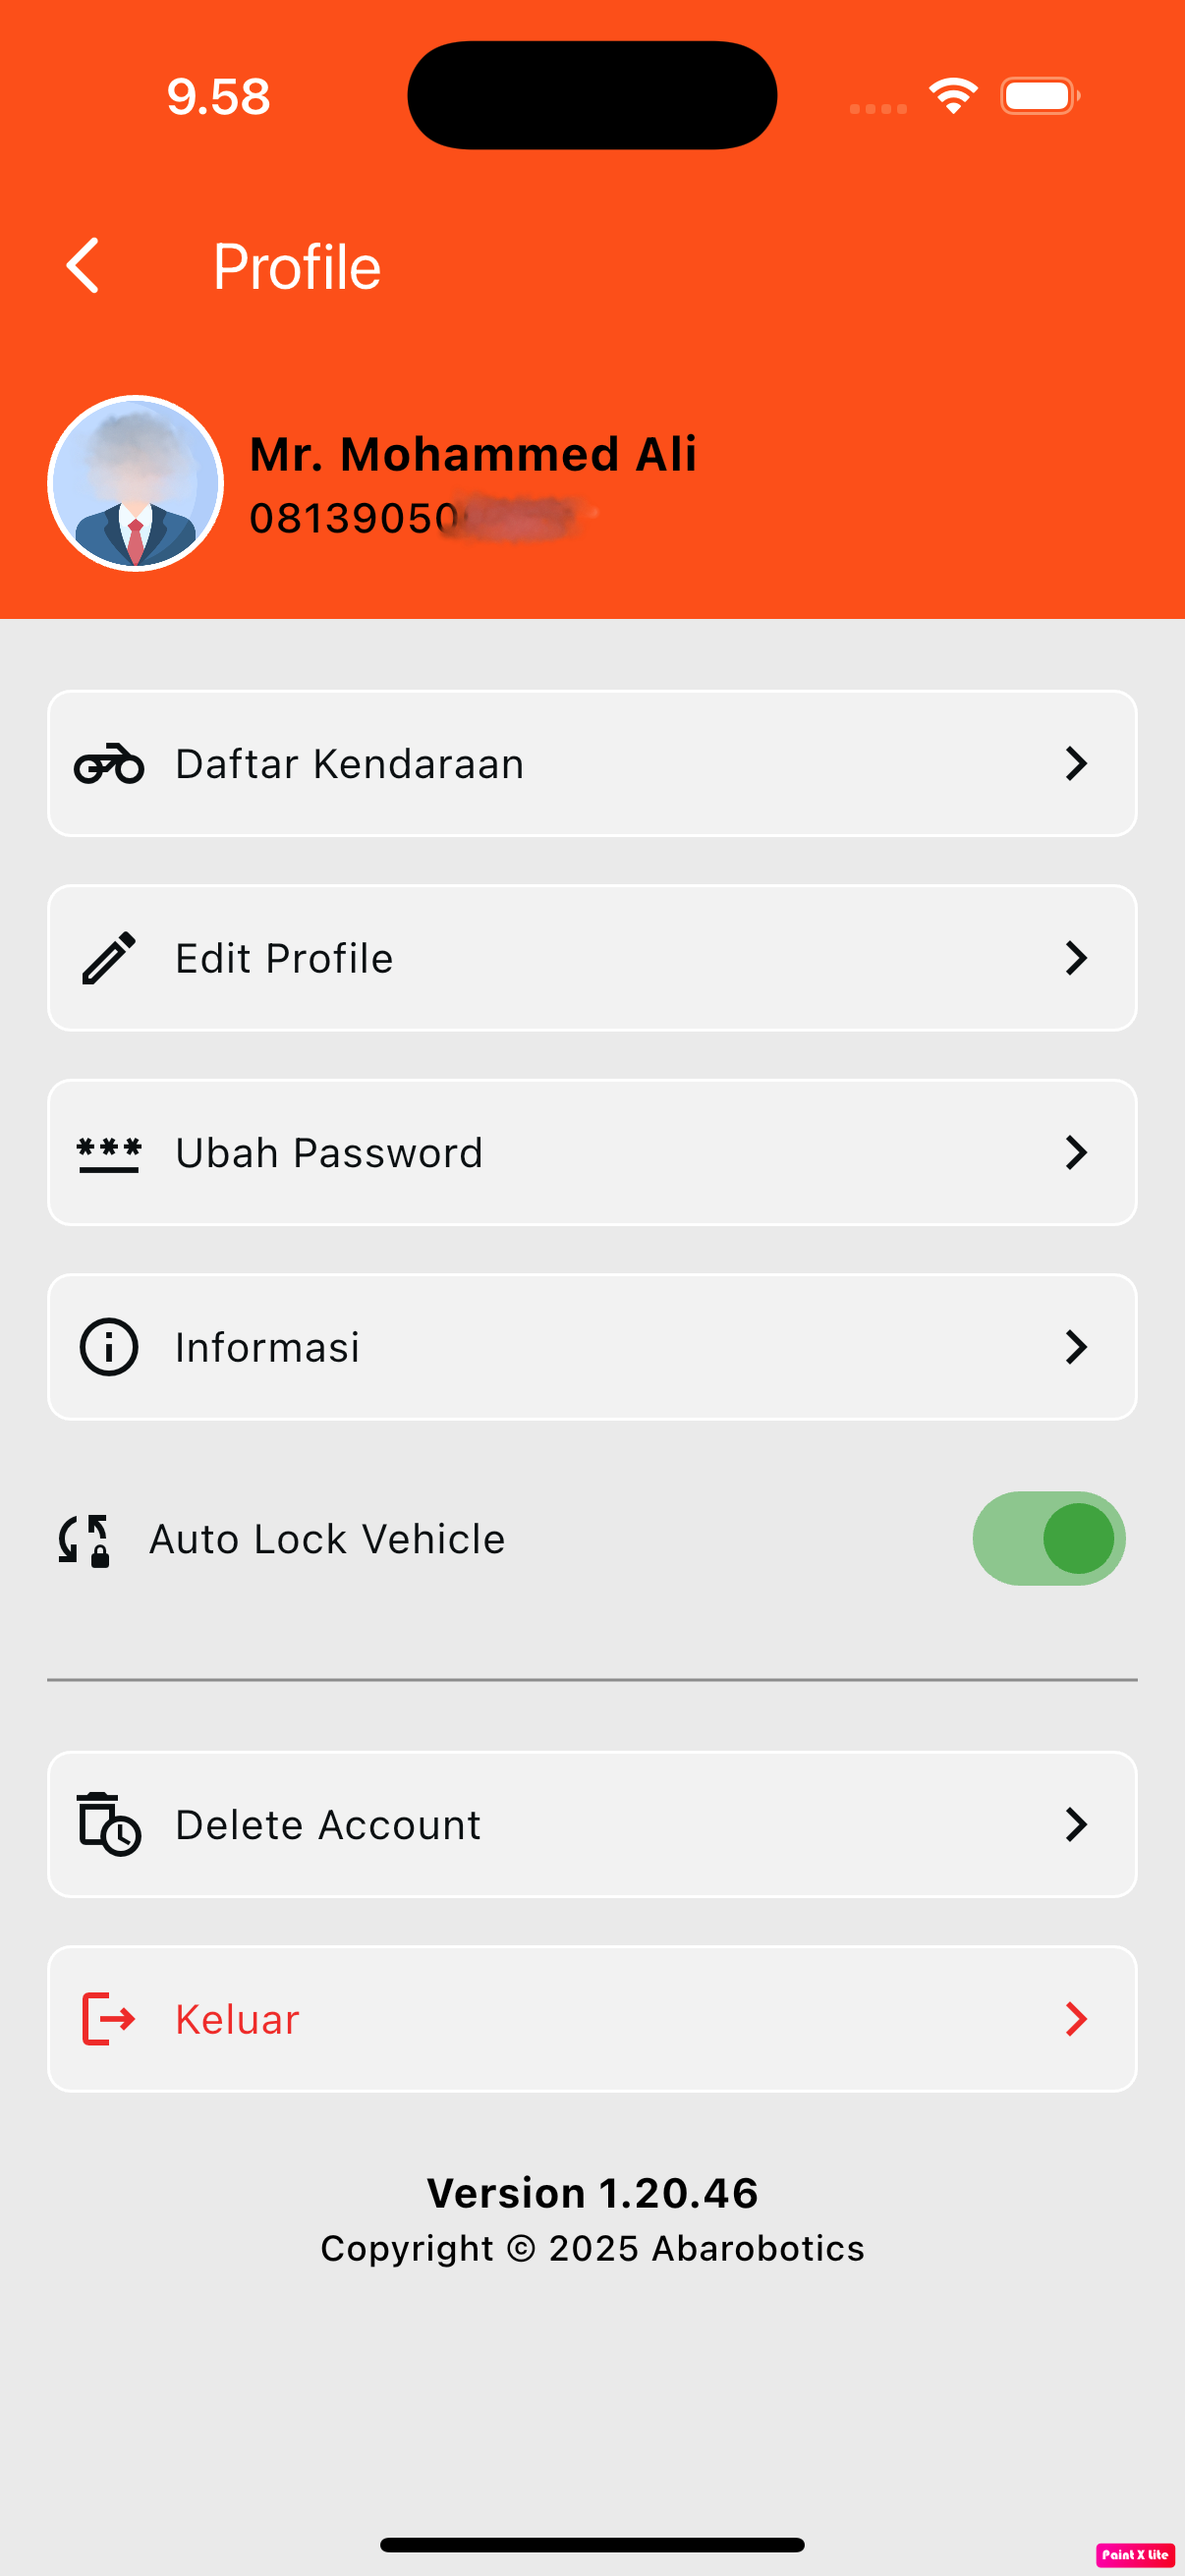 9.58
Profile
Mr. Mohammed Ali
08139050
Daftar Kendaraan
Edit Profile
Ubah Password
Informasi
Auto Lock Vehicle
Delete Account
Keluar
Version 1.20.46
Copyright © 2025 Abarobotics
Paint X Lite